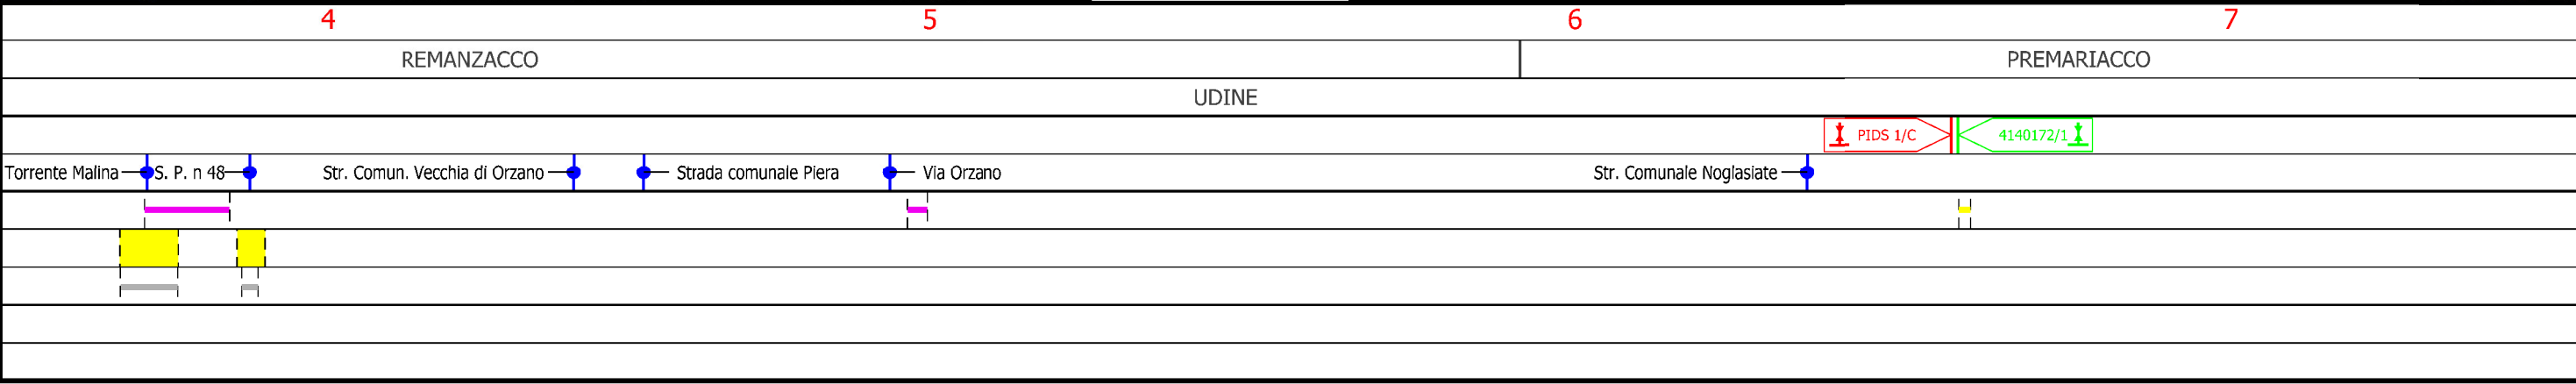 4 5 6 7
REMANZACCO PREMARIACCO
UDINE
PIDS 1/C 4140172/1
Torrente Malina S. P. n 48 Str. Comun. Vecchia di Orzano Strada comunale Piera Via Orzano Str. Comunale Noglasiate